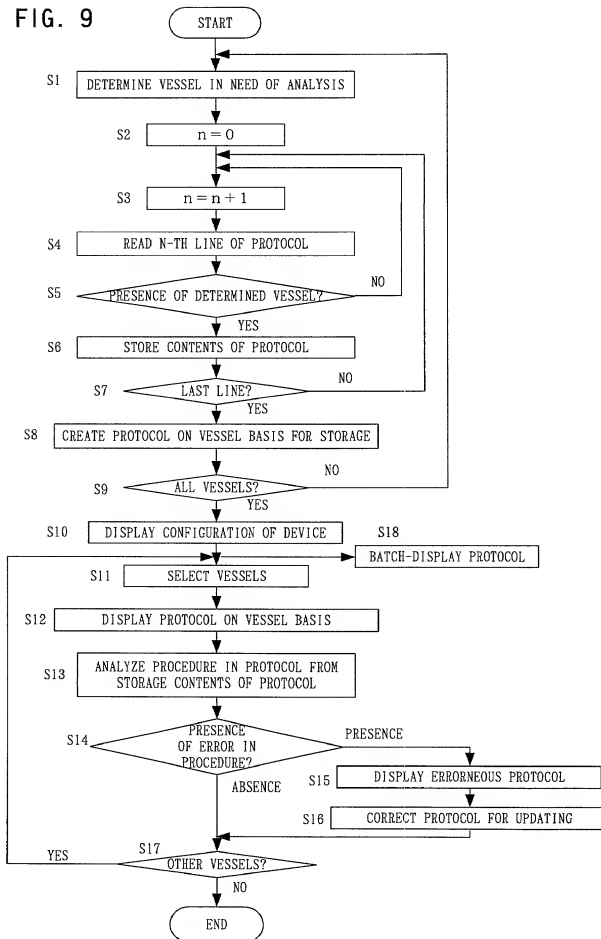 FIG. 9
START
S1
DETERMINE VESSEL IN NEED OF ANALYSIS
S2
n = 0
S3
n = n + 1
S4
READ N-TH LINE OF PROTOCOL
S5
PRESENCE OF DETERMINED VESSEL?
NO
YES
S6
STORE CONTENTS OF PROTOCOL
S7
LAST LINE?
NO
YES
S8
CREATE PROTOCOL ON VESSEL BASIS FOR STORAGE
S9
ALL VESSELS?
NO
YES
S10
DISPLAY CONFIGURATION OF DEVICE
S18
BATCH-DISPLAY PROTOCOL
S11
SELECT VESSELS
S12
DISPLAY PROTOCOL ON VESSEL BASIS
S13
ANALYZE PROCEDURE IN PROTOCOL FROM
STORAGE CONTENTS OF PROTOCOL
S14
PRESENCE
OF ERROR IN
PROCEDURE?
PRESENCE
ABSENCE
S15
DISPLAY ERRORNEOUS PROTOCOL
S16
CORRECT PROTOCOL FOR UPDATING
S17
OTHER VESSELS?
YES
NO
END